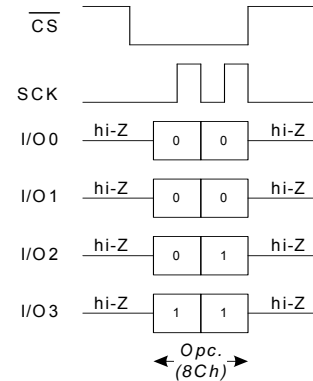 CS
SCK
I/O0 hi-Z 0 0 hi-Z
I/O1 hi-Z 0 0 hi-Z
I/O2 hi-Z 0 1 hi-Z
I/O3 hi-Z 1 1 hi-Z
Opc.
(8Ch)